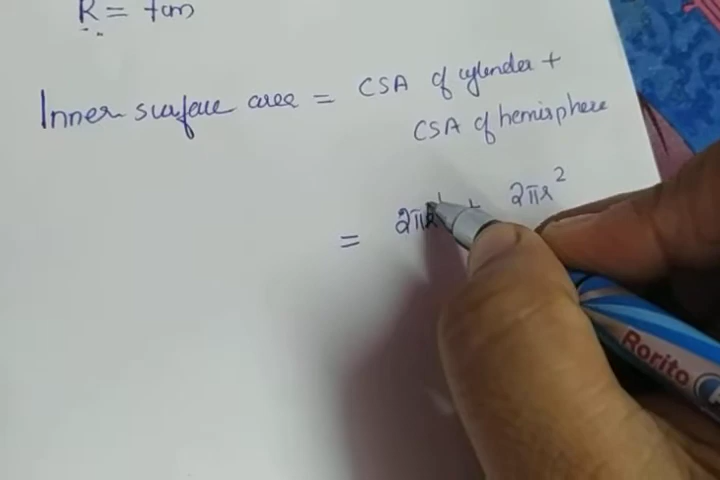 R = 7cm
Inner surface area = CSA of cylinder +
CSA of hemisphere
= 2πr + 2πr²
Rorito